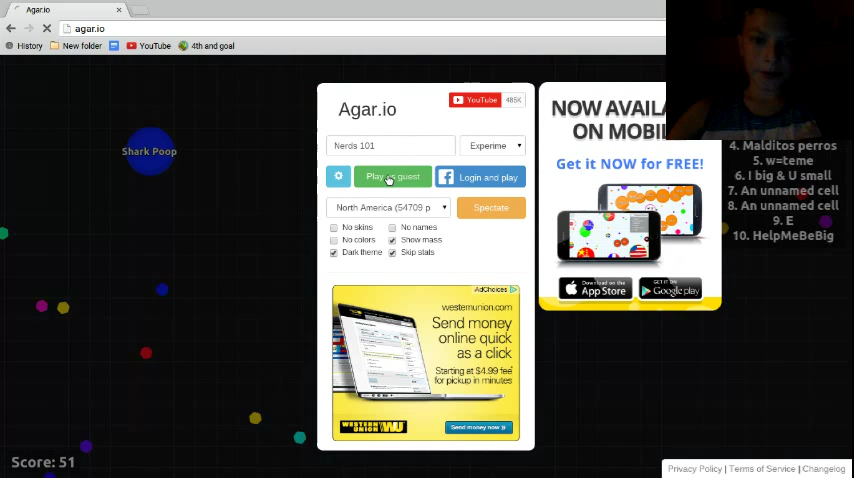 Agar.io
agar.io
History New folder YouTube 4th and goal
Shark Poop
Agar.io
YouTube 485K
Nerds 101 Experime
Play as guest Login and play
North America (54709 p Spectate
No skins No names
No colors Show mass
Dark theme Skip stats
AdChoices
westernunion.com
Send money
online quick
as a click
Starting at $4.99 fee*
for pickup in minutes
WESTERN UNION WU Send money now »
NOW AVAILA
ON MOBIL
Get it NOW for FREE!
Download on the
App Store
GET IT ON
Google play
4. Malditos perros
5. w=teme
6. I big & U small
7. An unnamed cell
8. An unnamed cell
9. E
10. HelpMeBeBig
Score: 51
Privacy Policy | Terms of Service | Changelog